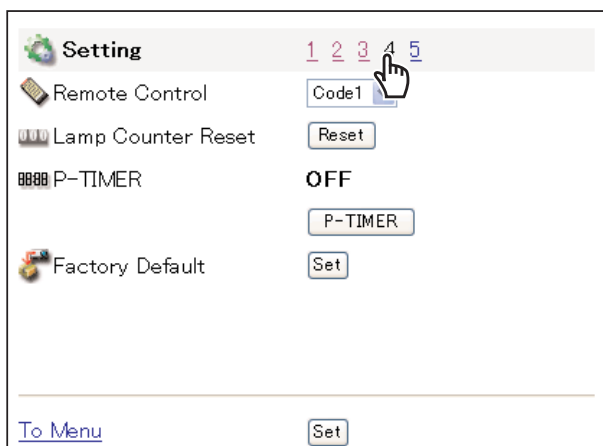 Setting 1 2 3 4 5
Remote Control Code1
Lamp Counter Reset Reset
P-TIMER OFF
P-TIMER
Factory Default Set
To Menu Set